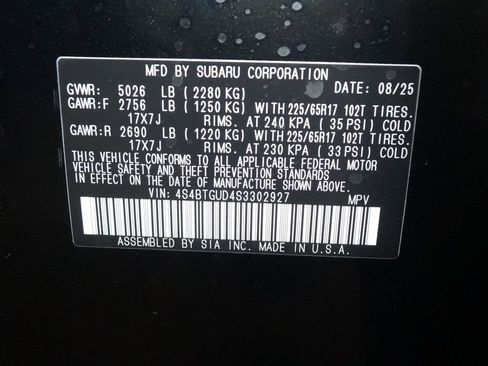 MFD BY SUBARU CORPORATION
GVWR: 5026 LB ( 2280 KG) DATE: 08/25
GAWR:F 2756 LB ( 1250 KG) WITH 225/65R17 102T TIRES.
17X7J RIMS. AT 240 KPA ( 35 PSI) COLD
GAWR:R 2690 LB ( 1220 KG) WITH 225/65R17 102T TIRES.
17X7J RIMS. AT 230 KPA ( 33 PSI) COLD
THIS VEHICLE CONFORMS TO ALL APPLICABLE FEDERAL MOTOR
VEHICLE SAFETY AND THEFT PREVENTION STANDARDS
IN EFFECT ON THE DATE OF MANUFACTURE SHOWN ABOVE.
VIN: 4S4BTGUD4S3302927 MPV
ASSEMBLED BY SIA INC. MADE IN U.S.A.